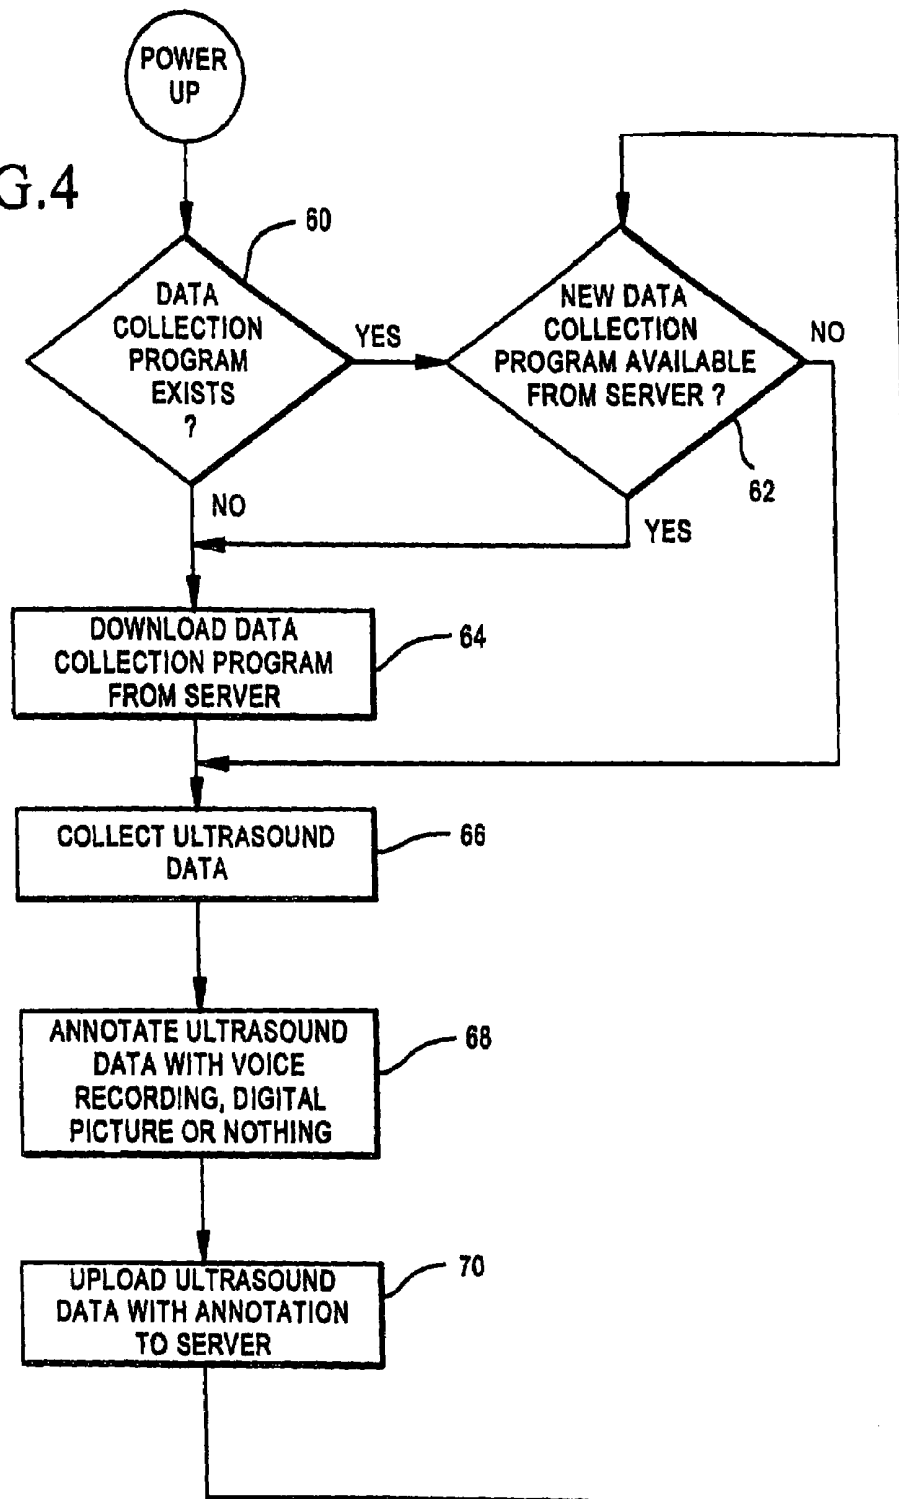 POWER
UP
G.4
60
DATA
COLLECTION
PROGRAM
EXISTS
?
YES
NEW DATA
COLLECTION
PROGRAM AVAILABLE
FROM SERVER ?
NO
62
NO
YES
DOWNLOAD DATA
COLLECTION PROGRAM
FROM SERVER
64
COLLECT ULTRASOUND
DATA
66
ANNOTATE ULTRASOUND
DATA WITH VOICE
RECORDING, DIGITAL
PICTURE OR NOTHING
68
UPLOAD ULTRASOUND
DATA WITH ANNOTATION
TO SERVER
70